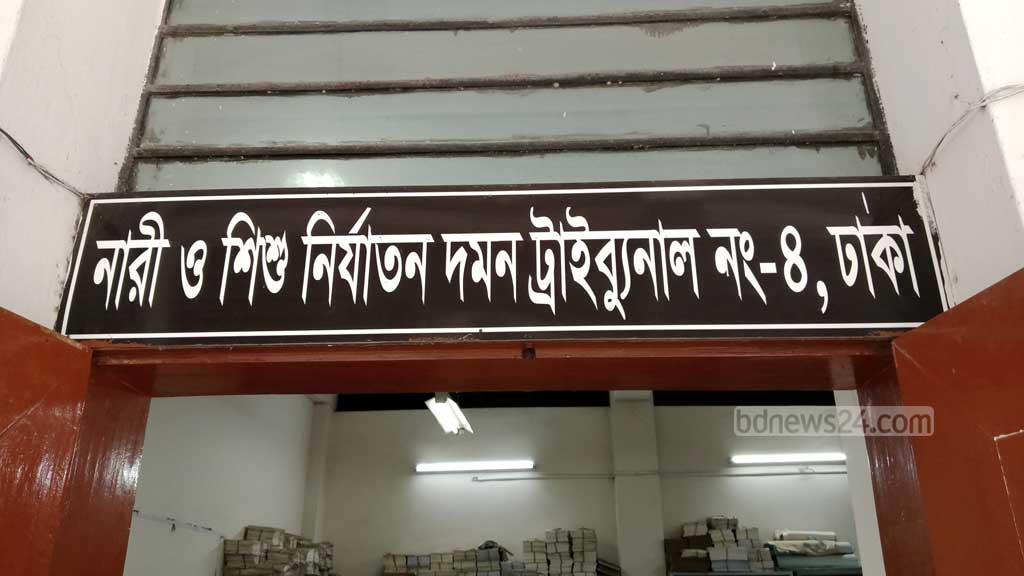 নারী ও শিশু নির্যাতন দমন ট্রাইব্যুনাল নং-৪, ঢাকা
bdnews24.com